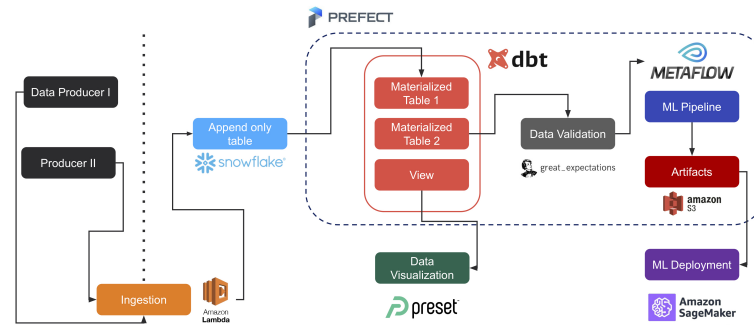 PREFECT
dbt
METAFLOW
Data Producer I
Materialized
Table 1
ML Pipeline
Append only
table
Materialized
Table 2
Data Validation
Producer II
snowflake®
great_expectations
View
Artifacts
amazon
S3
Data
Visualization
ML Deployment
Ingestion
Amazon
Lambda
preset
Amazon
SageMaker